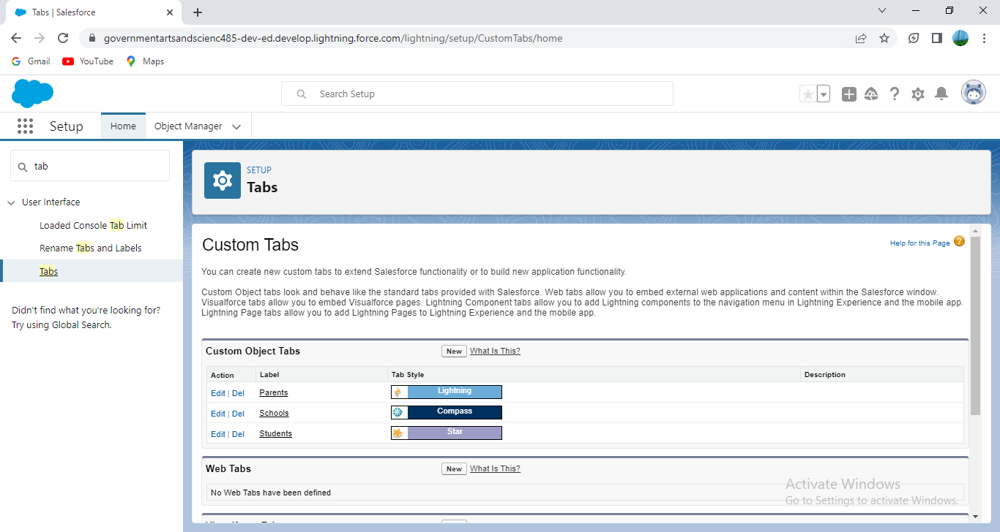 Tabs | Salesforce
governmentartsandscienc485-dev-ed.develop.lightning.force.com/lightning/setup/CustomTabs/home
Gmail YouTube Maps
Search Setup
Setup Home Object Manager
tab
User Interface
Loaded Console Tab Limit
Rename Tabs and Labels
Tabs
Didn't find what you're looking for?
Try using Global Search.
SETUP
Tabs
Custom Tabs
Help for this Page ?
You can create new custom tabs to extend Salesforce functionality or to build new application functionality.
Custom Object tabs look and behave like the standard tabs provided with Salesforce. Web tabs allow you to embed external web applications and content within the Salesforce window.
Visualforce tabs allow you to embed Visualforce pages. Lightning Component tabs allow you to add Lightning components to the navigation menu in Lightning Experience and the mobile app.
Lightning Page tabs allow you to add Lightning Pages to Lightning Experience and the mobile app.
Custom Object Tabs New What Is This?
Action Label Tab Style Description
Edit | Del Parents Lightning
Edit | Del Schools Compass
Edit | Del Students Star
Web Tabs New What Is This?
No Web Tabs have been defined
Activate Windows
Go to Settings to activate Windows.